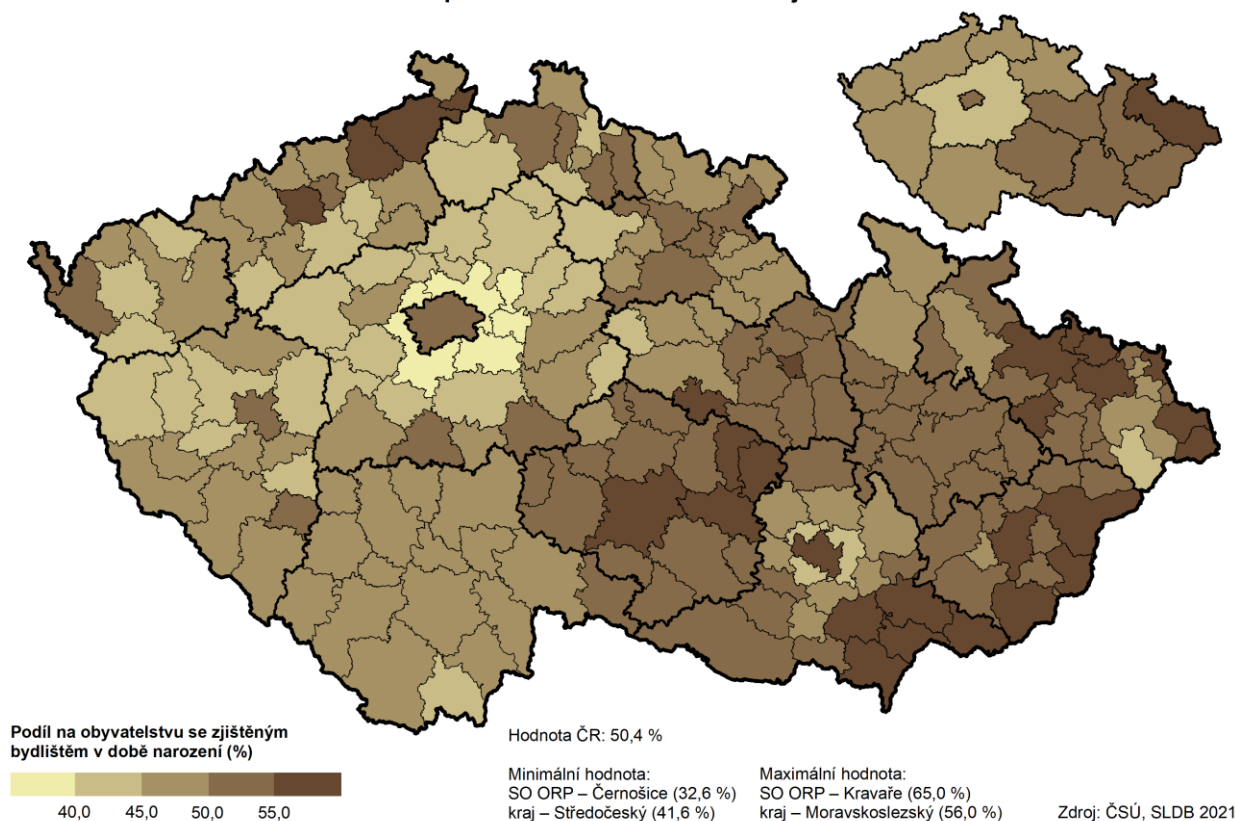 Podíl na obyvatelstvu se zjištěným
bydlištěm v době narození (%)
40,0 45,0 50,0 55,0
Hodnota ČR: 50,4 %
Minimální hodnota:
SO ORP – Černošice (32,6 %)
kraj – Středočeský (41,6 %)
Maximální hodnota:
SO ORP – Kravaře (65,0 %)
kraj – Moravskoslezský (56,0 %)
Zdroj: ČSÚ, SLDB 2021